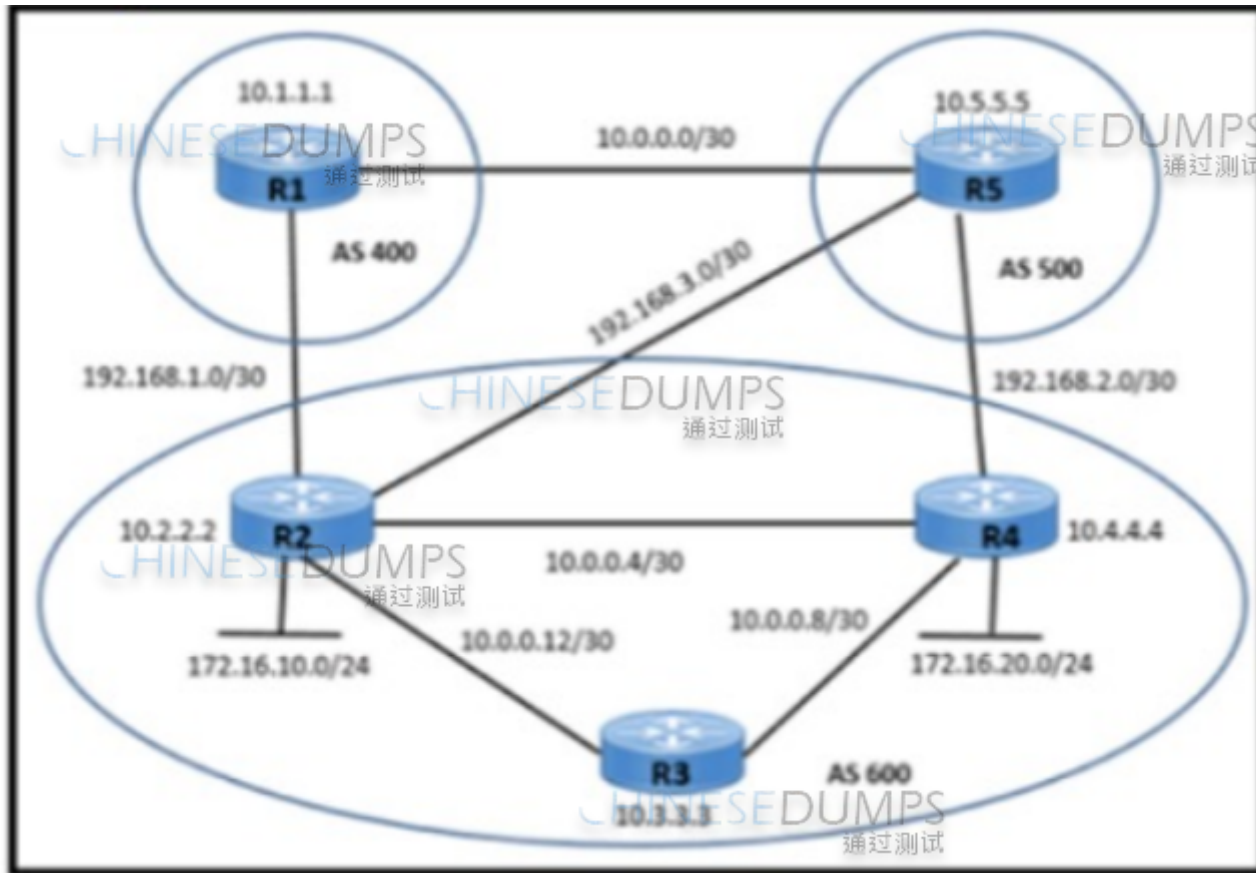 10.1.1.1
10.5.5.5
CHINESEDUMPS
通过测试
10.0.0.0/30
CHINESEDUMPS
通过测试
R1
R5
AS 400
AS 500
192.168.3.0/30
192.168.1.0/30
192.168.2.0/30
CHINESEDUMPS
通过测试
10.2.2.2
R2
R4
10.4.4.4
CHINESEDUMPS
通过测试
10.0.0.4/30
10.0.0.12/30
10.0.0.8/30
172.16.10.0/24
172.16.20.0/24
R3
AS 600
10.3.3.3
CHINESEDUMPS
通过测试